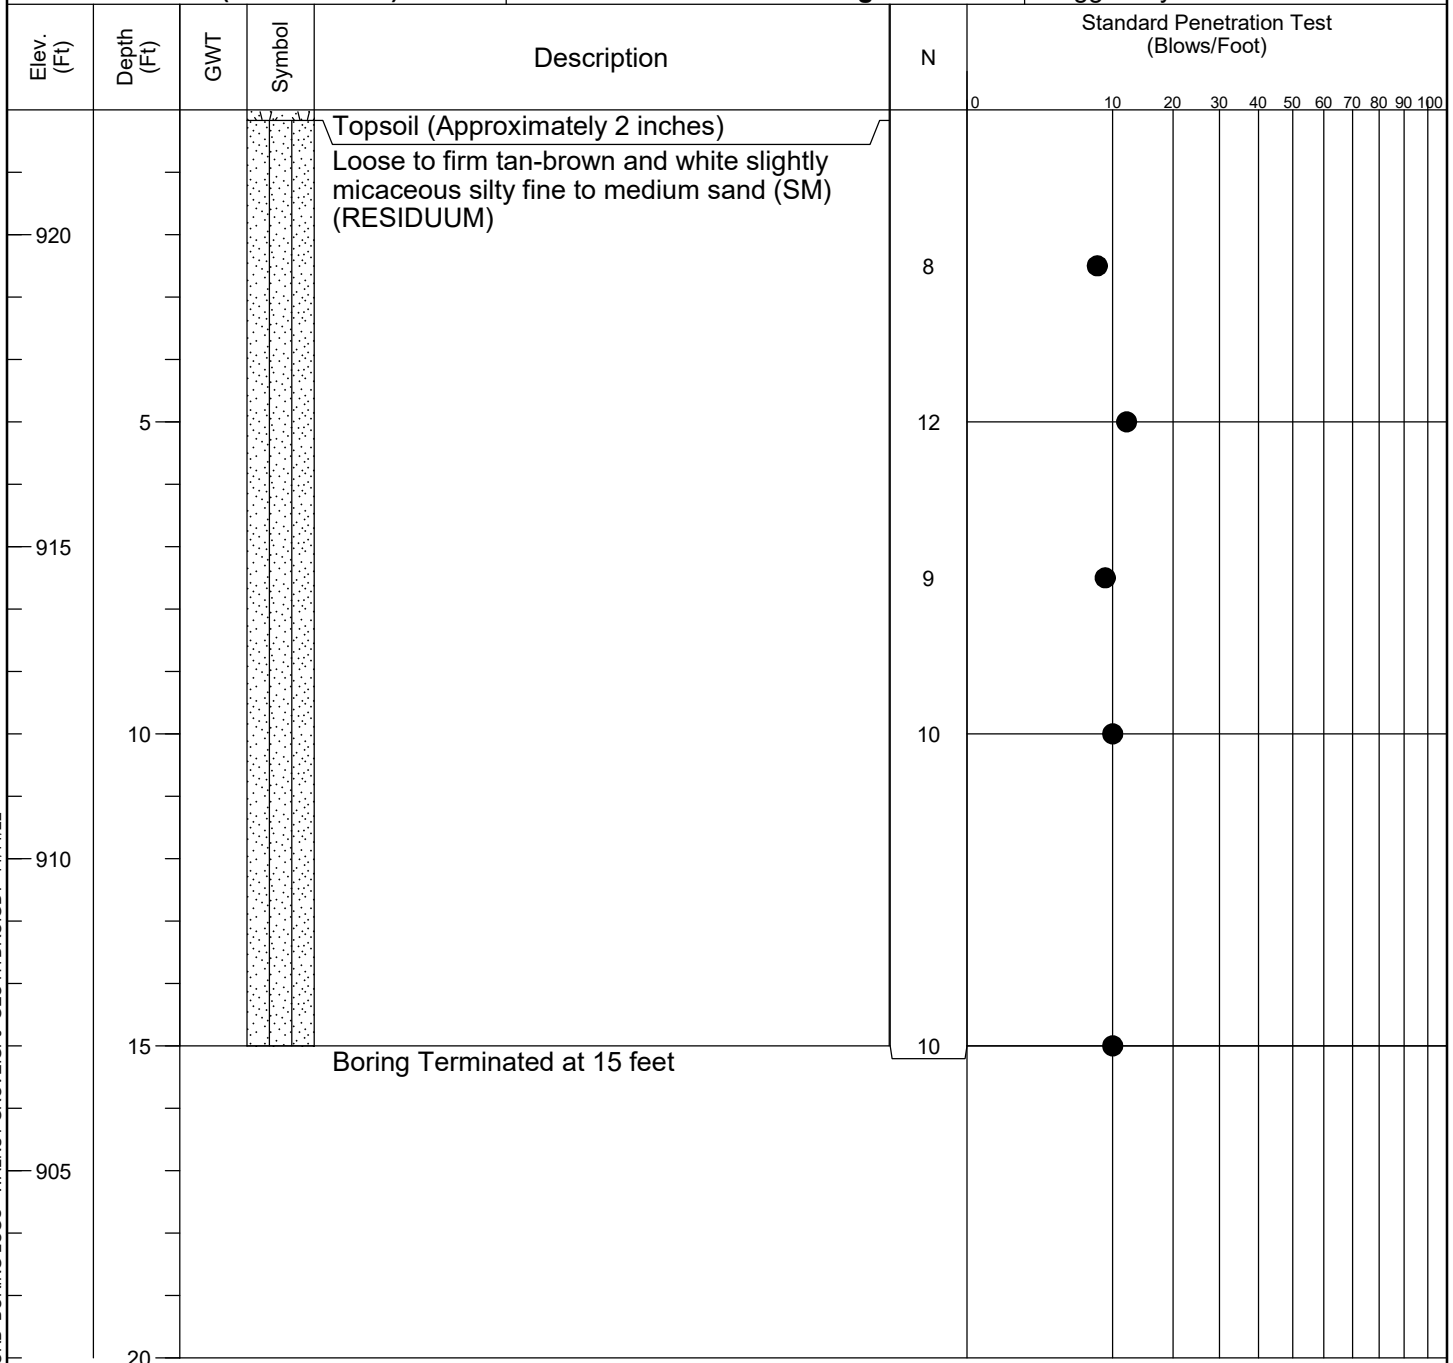 Elev.
(Ft)
Depth
(Ft)
GWT
Symbol
Description
N
Standard Penetration Test
(Blows/Foot)
0 10 20 30 40 50 60 70 80 90 100
Topsoil (Approximately 2 inches)
Loose to firm tan-brown and white slightly
micaceous silty fine to medium sand (SM)
(RESIDUUM)
920
8
5
12
915
9
10
10
910
15
10
Boring Terminated at 15 feet
905
20